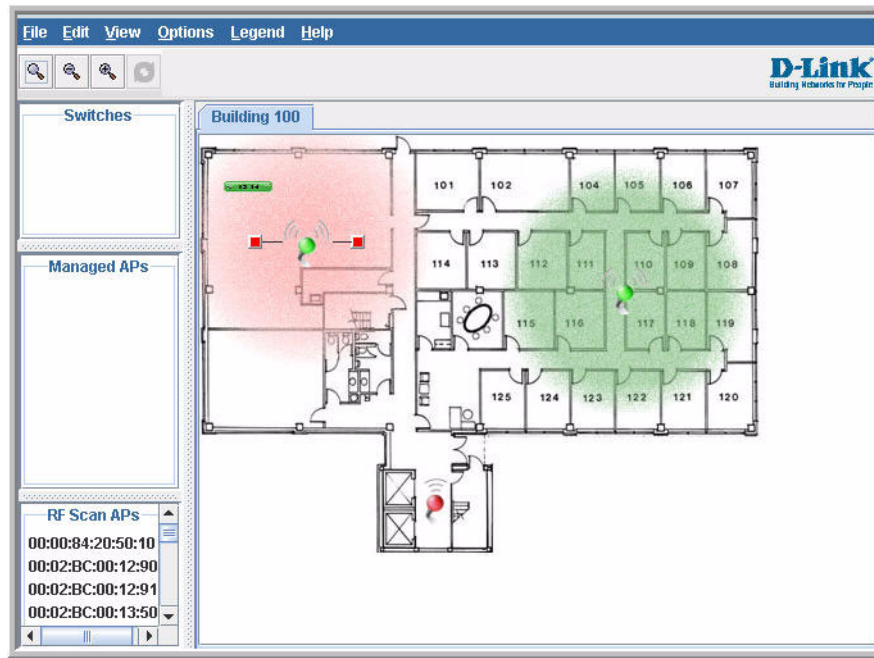 File Edit View Options Legend Help
D-Link
Building Networks for People
Switches
Building 100
101 102 104 105 106 107
114 113 112 111 110 109 108
Managed APs
115 116 117 118 119
125 124 123 122 121 120
RF Scan APs
00:00:84:20:50:10
00:02:BC:00:12:90
00:02:BC:00:12:91
00:02:BC:00:13:50